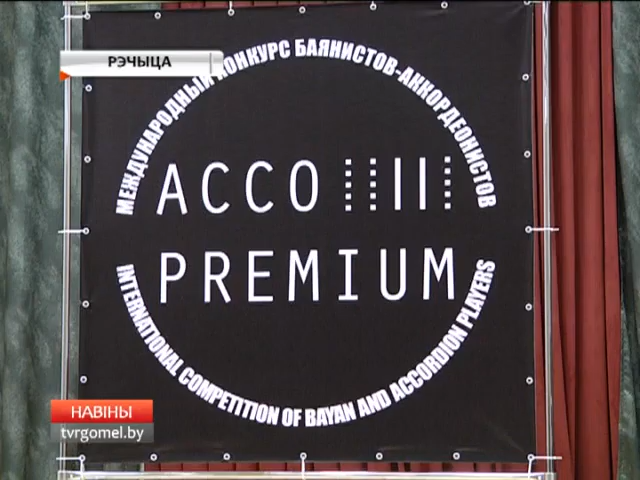 РЭЧЫЦА
МЕЖДУНАРОДНЫЙ КОНКУРС БАЯНИСТОВ-АККОРДЕОНИСТОВ
ACCO
PREMIUM
INTERNATIONAL COMPETITION OF BAYAN AND ACCORDION PLAYERS
НАВІНЫ
tvrgomel.by